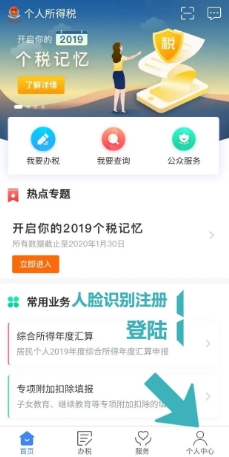 个人所得税
开启你的2019
个税记忆
了解详情
税
我要办税
我要查询
公众服务
热点专题
开启你的2019个税记忆
所有数据截止至2020年1月30日
立即进入
常用业务
人脸识别注册
登陆
综合所得年度汇算
居民个人2019年度综合所得年度汇算申报
专项附加扣除填报
子女教育、继续教育等专项附加扣除的填
首页
办税
服务
个人中心